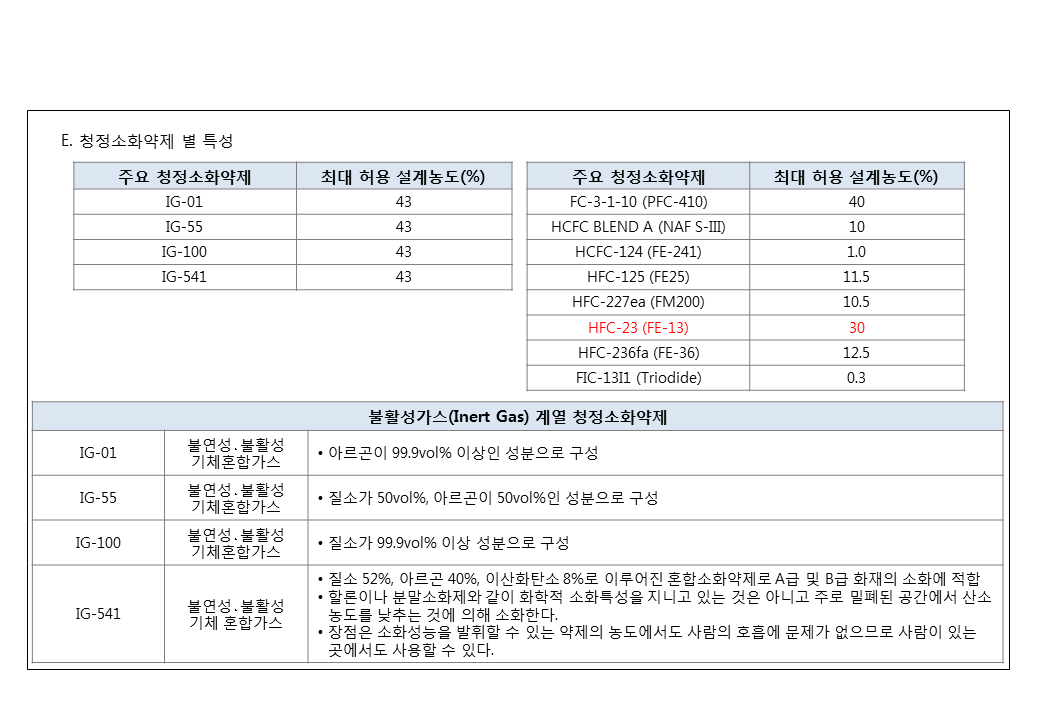 E. 청정소화약제 별 특성
주요 청정소화약제 최대 허용 설계농도(%)
IG-01 43
IG-55 43
IG-100 43
IG-541 43
주요 청정소화약제 최대 허용 설계농도(%)
FC-3-1-10 (PFC-410) 40
HCFC BLEND A (NAF S-Ⅲ) 10
HCFC-124 (FE-241) 1.0
HFC-125 (FE25) 11.5
HFC-227ea (FM200) 10.5
HFC-23 (FE-13) 30
HFC-236fa (FE-36) 12.5
FIC-13I1 (Triodide) 0.3
불활성가스(Inert Gas) 계열 청정소화약제
IG-01
불연성․불활성
기체혼합가스
• 아르곤이 99.9vol% 이상인 성분으로 구성
IG-55
불연성․불활성
기체혼합가스
• 질소가 50vol%, 아르곤이 50vol%인 성분으로 구성
IG-100
불연성․불활성
기체혼합가스
• 질소가 99.9vol% 이상 성분으로 구성
IG-541
불연성․불활성
기체 혼합가스
• 질소 52%, 아르곤 40%, 이산화탄소 8%로 이루어진 혼합소화약제로 A급 및 B급 화재의 소화에 적합
• 할론이나 분말소화제와 같이 화학적 소화특성을 지니고 있는 것은 아니고 주로 밀폐된 공간에서 산소
농도를 낮추는 것에 의해 소화한다.
• 장점은 소화성능을 발휘할 수 있는 약제의 농도에서도 사람의 호흡에 문제가 없으므로 사람이 있는
곳에서도 사용할 수 있다.